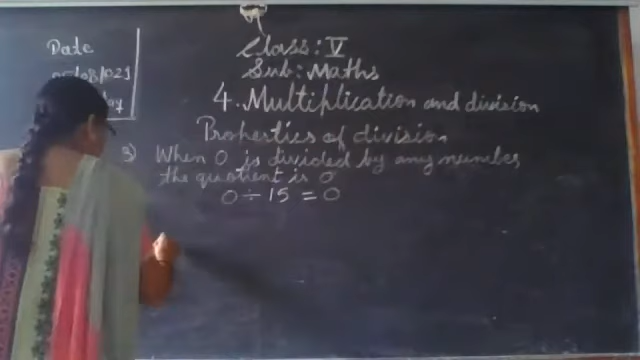 Date
Class: V
Sub: Maths
4. Multiplication and division
Properties of division
3) When 0 is divided by any number
the quotient is 0
0 ÷ 15 = 0